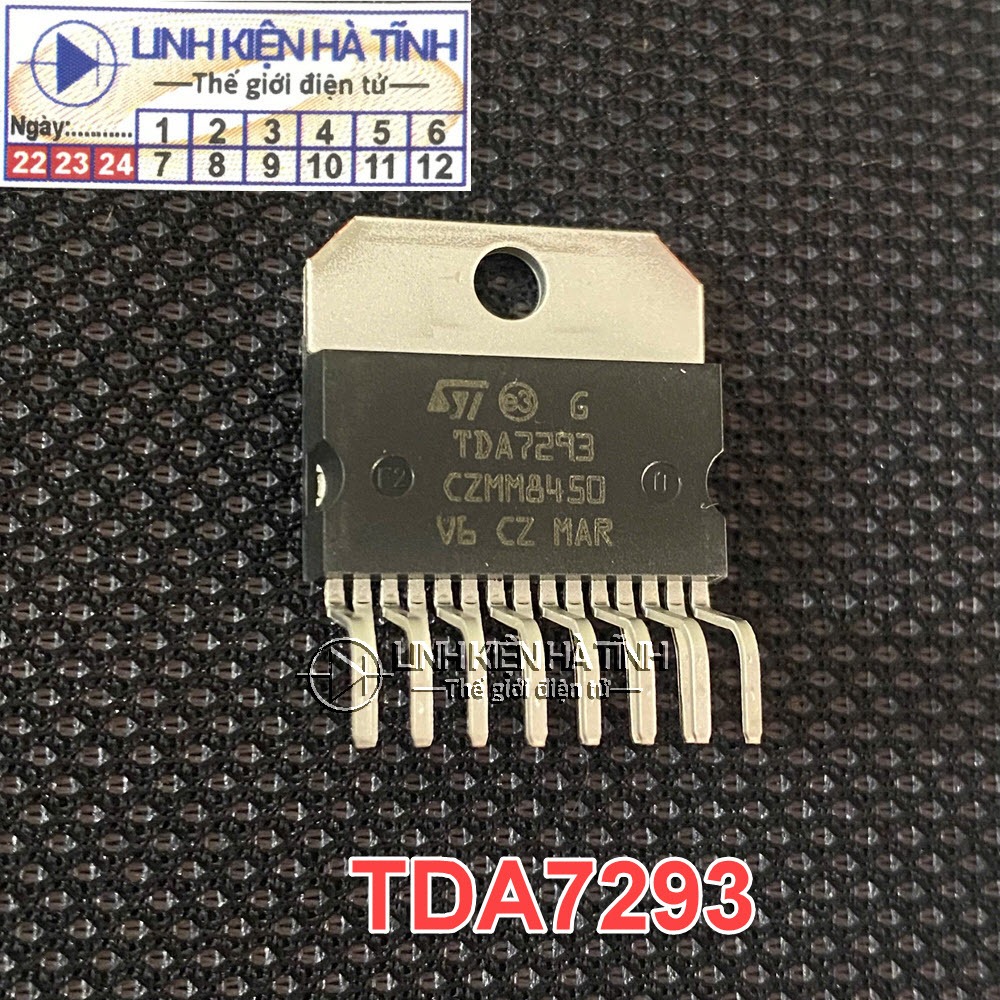 LINH KIỆN HÀ TĨNH
Thế giới điện tử
Ngày:........... 1 2 3 4 5 6
22 23 24 7 8 9 10 11 12
ST e3 G
TDA7293
CZMM8450
V6 CZ MAR
LINH KIỆN HÀ TĨNH
Thế giới điện tử
TDA7293